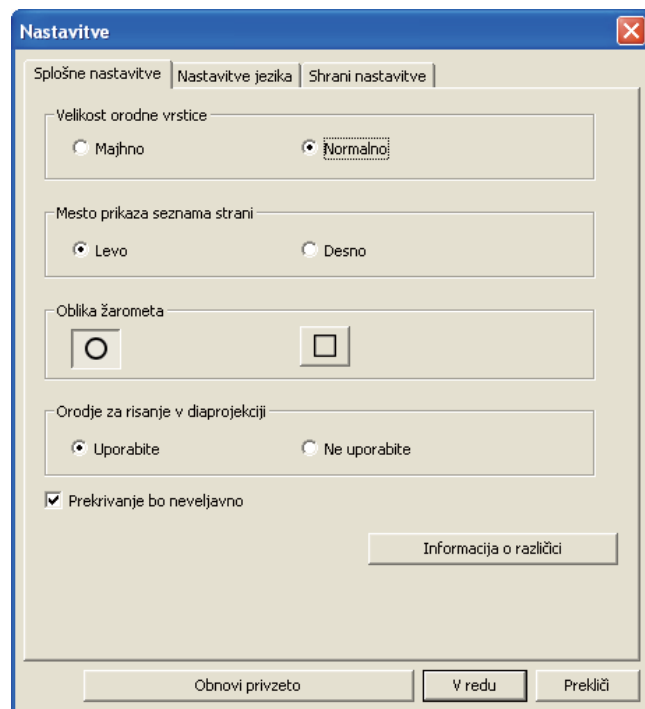 Nastavitve
Splošne nastavitve Nastavitve jezika Shrani nastavitve
Velikost orodne vrstice
Majhno Normalno
Mesto prikaza seznama strani
Levo Desno
Oblika žarometa
Orodje za risanje v diaprojekciji
Uporabite Ne uporabite
Prekrivanje bo neveljavno
Informacija o različici
Obnovi privzeto V redu Prekliči